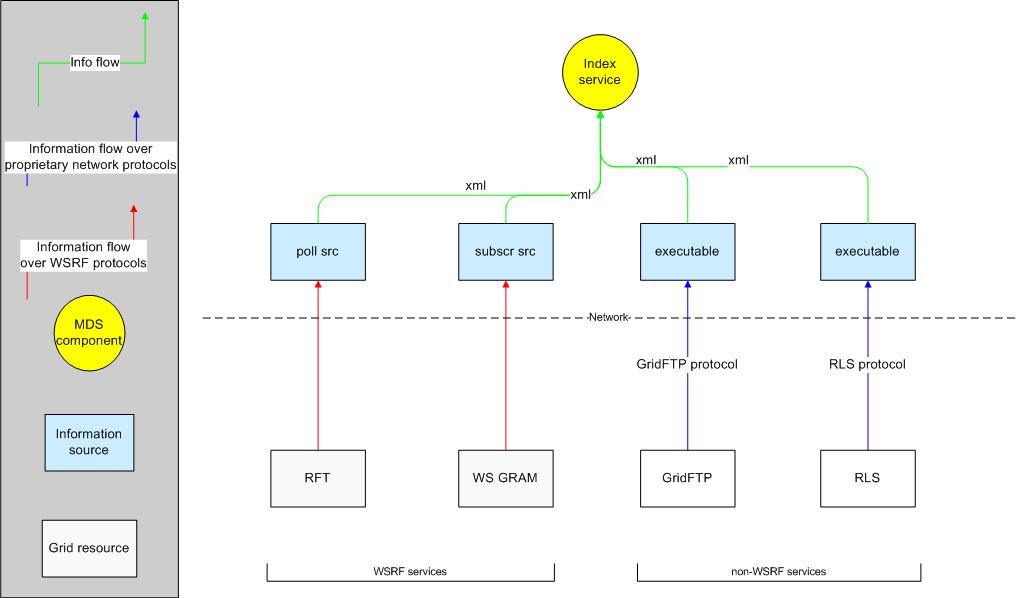 Info flow
Information flow over
proprietary network protocols
Information flow
over WSRF protocols
MDS
component
Information
source
Grid resource
Index
service
xml
xml
xml
xml
poll src
subscr src
executable
executable
Network
GridFTP protocol
RLS protocol
RFT
WS GRAM
GridFTP
RLS
WSRF services
non-WSRF services